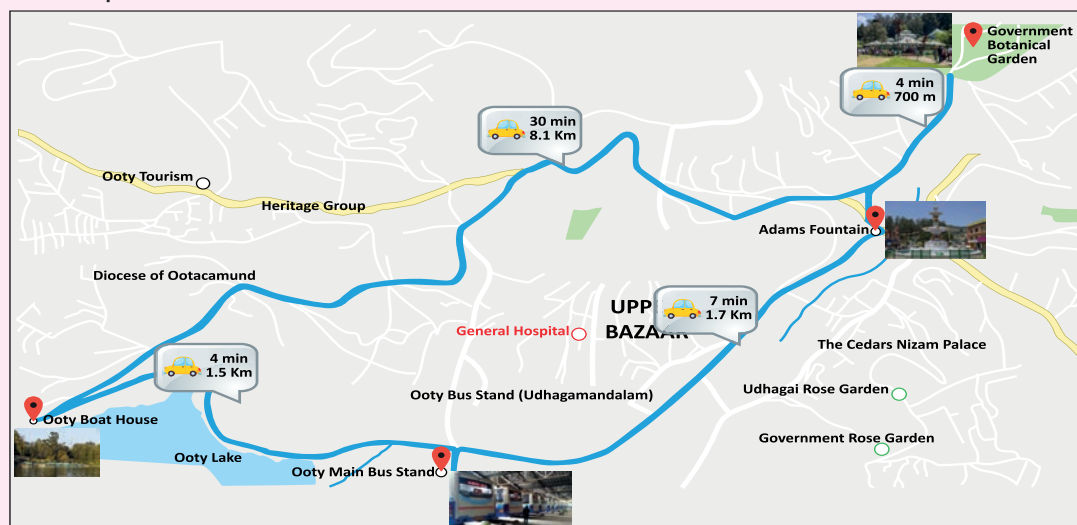 Government
Botanical
Garden
4 min
700 m
30 min
8.1 Km
Ooty Tourism
Heritage Group
Adams Fountain
Diocese of Ootacamund
7 min
1.7 Km
UPP
BAZAAR
General Hospital
The Cedars Nizam Palace
4 min
1.5 Km
Udhagai Rose Garden
Ooty Bus Stand (Udhagamandalam)
Ooty Boat House
Government Rose Garden
Ooty Lake
Ooty Main Bus Stand